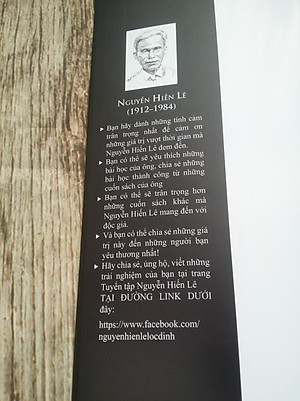 NGUYỄN HIẾN LÊ
(1912-1984)
▸ Bạn hãy dành những tình cảm
trân trọng nhất để cảm ơn
những giá trị vượt thời gian mà
Nguyễn Hiến Lê đem đến.
▸ Bạn có thể sẽ yêu thích những
bài học của ông, chia sẻ những
bài học thành công từ những
cuốn sách của ông
▸ Bạn có thể sẽ trân trọng hơn
những cuốn sách khác mà
Nguyễn Hiến Lê mang đến với
độc giả.
▸ Và bạn có thể chia sẻ những giá
trị này đến những người bạn
yêu thương nhất!
▸ Hãy chia sẻ, ủng hộ, viết những
trải nghiệm của bạn tại trang
Tuyển tập Nguyễn Hiến Lê
TẠI ĐƯỜNG LINK DƯỚI
đây:
https://www.facebook.com/
nguyenhienlelocdinh